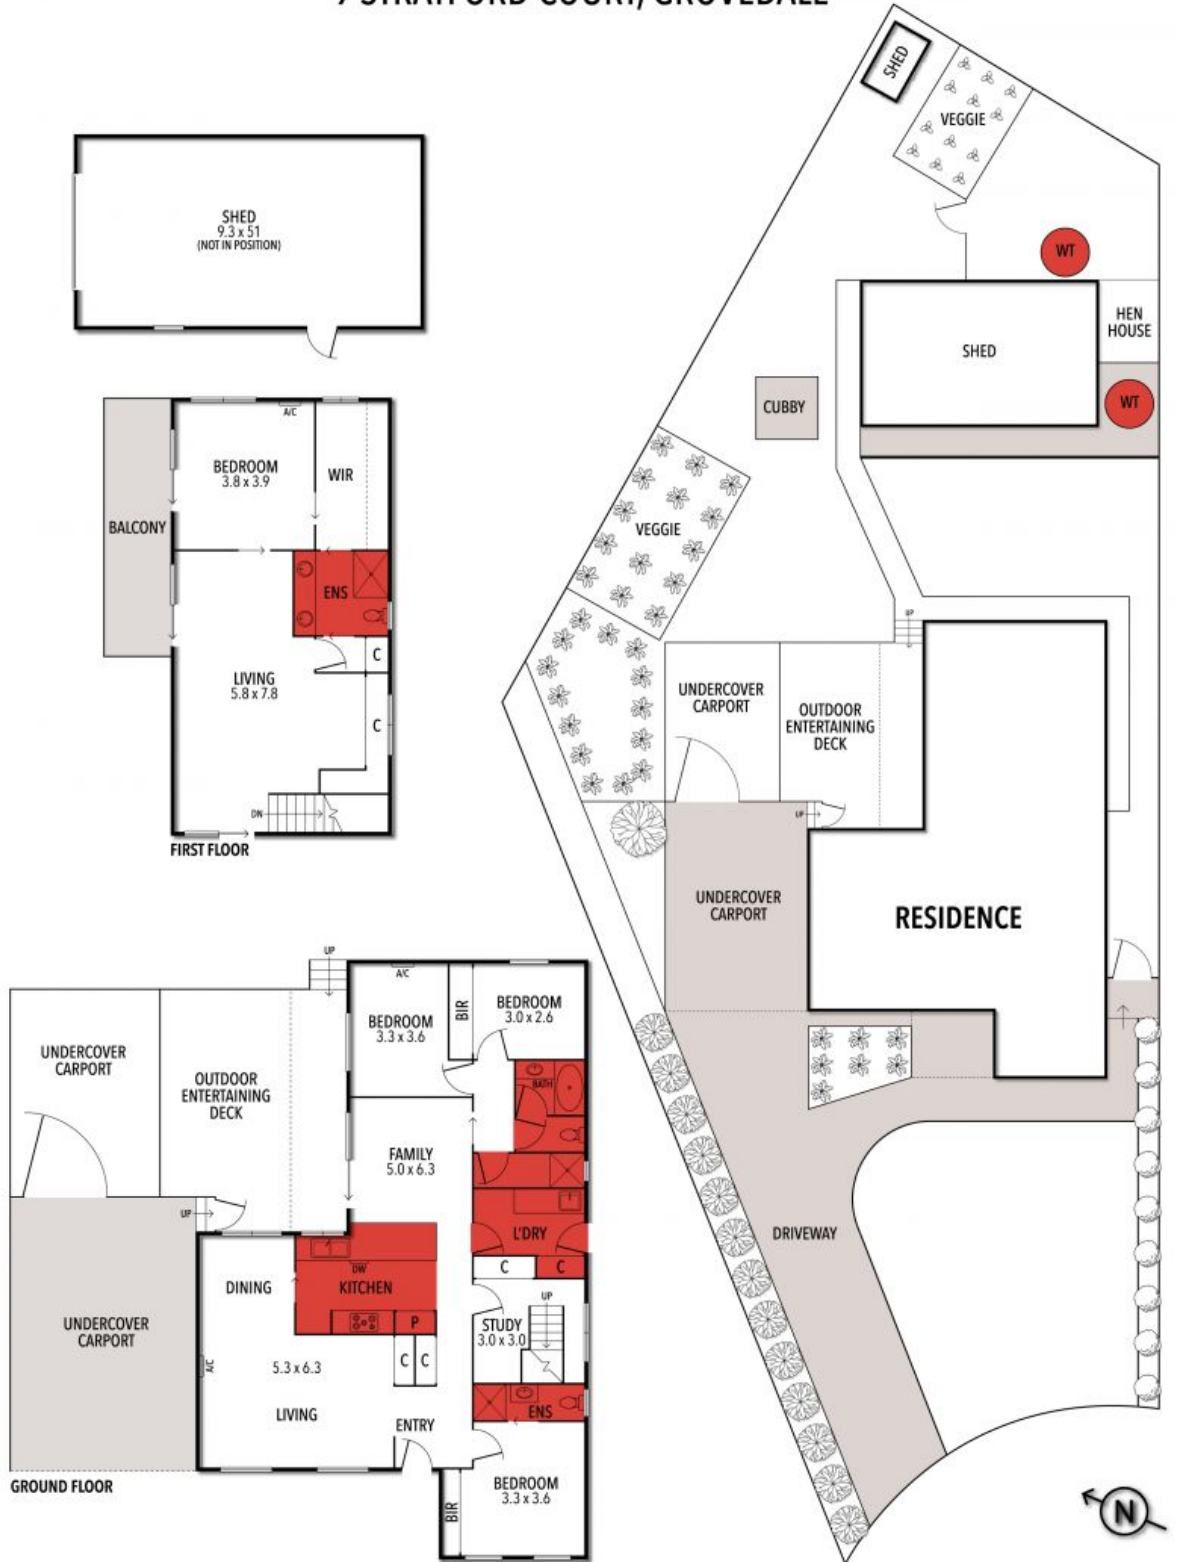 SHED
VEGGIE
SHED
9.3 x 51
(NOT IN POSITION)
WT
SHED
HEN
HOUSE
WT
CUBBY
VEGGIE
A/C
BEDROOM
3.8 x 3.9
WIR
BALCONY
ENS
C
LIVING
5.8 x 7.8
C
DN
FIRST FLOOR
UP
UNDERCOVER
CARPORT
OUTDOOR
ENTERTAINING
DECK
UP
UNDERCOVER
CARPORT
RESIDENCE
DRIVEWAY
UP
A/C
BEDROOM
3.3 x 3.6
BIR
BEDROOM
3.0 x 2.6
UNDERCOVER
CARPORT
OUTDOOR
ENTERTAINING
DECK
BATH
FAMILY
5.0 x 6.3
UP
L'DRY
DW
DINING
KITCHEN
C
C
P
UP
STUDY
3.0 x 3.0
UNDERCOVER
CARPORT
A/C
5.3 x 6.3
C C
LIVING
ENTRY
ENS
BEDROOM
3.3 x 3.6
BIR
GROUND FLOOR
N